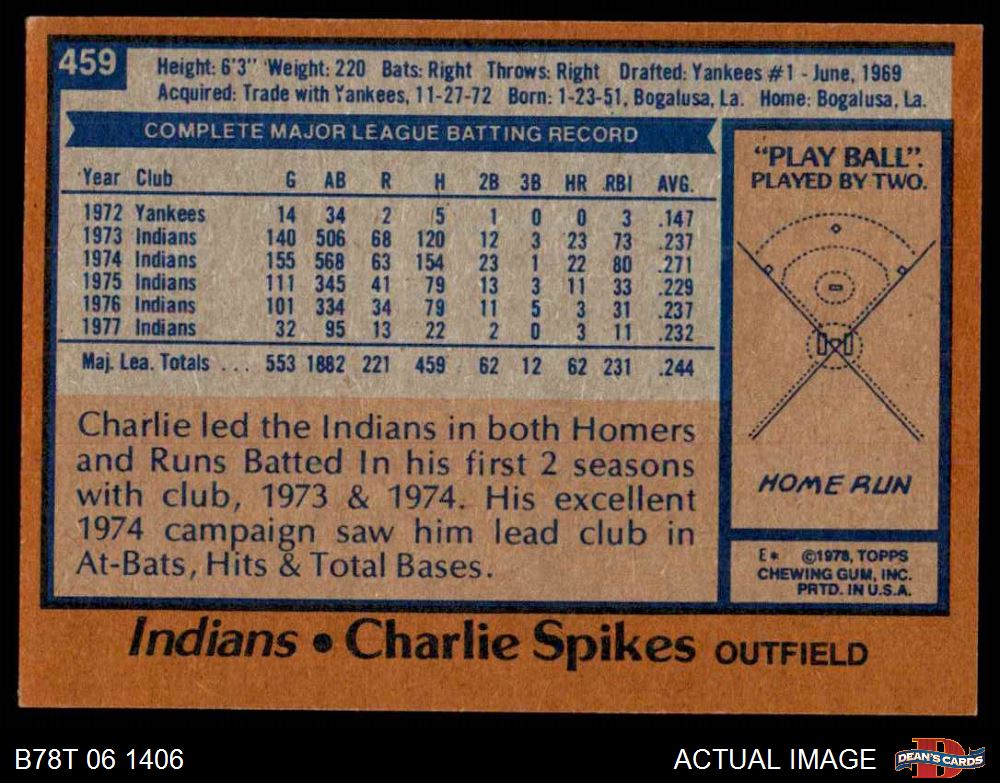 459
Height: 6'3" Weight: 220 Bats: Right Throws: Right Drafted: Yankees #1 - June, 1969
Acquired: Trade with Yankees, 11-27-72 Born: 1-23-51, Bogalusa, La. Home: Bogalusa, La.
COMPLETE MAJOR LEAGUE BATTING RECORD
Year Club G AB R H 2B 3B HR RBI AVG.
1972 Yankees 14 34 2 5 1 0 0 3 .147
1973 Indians 140 506 68 120 12 3 23 73 .237
1974 Indians 155 568 63 154 23 1 22 80 .271
1975 Indians 111 345 41 79 13 3 11 33 .229
1976 Indians 101 334 34 79 11 5 3 31 .237
1977 Indians 32 95 13 22 2 0 3 11 .232
Maj. Lea. Totals . . . 553 1882 221 459 62 12 62 231 .244
Charlie led the Indians in both Homers
and Runs Batted In his first 2 seasons
with club, 1973 & 1974. His excellent
1974 campaign saw him lead club in
At-Bats, Hits & Total Bases.
"PLAY BALL".
PLAYED BY TWO.
HOME RUN
E* ©1978, TOPPS
CHEWING GUM, INC.
PRTD. IN U.S.A.
Indians • Charlie Spikes OUTFIELD
B78T 06 1406
ACTUAL IMAGE
D
DEAN'S CARDS